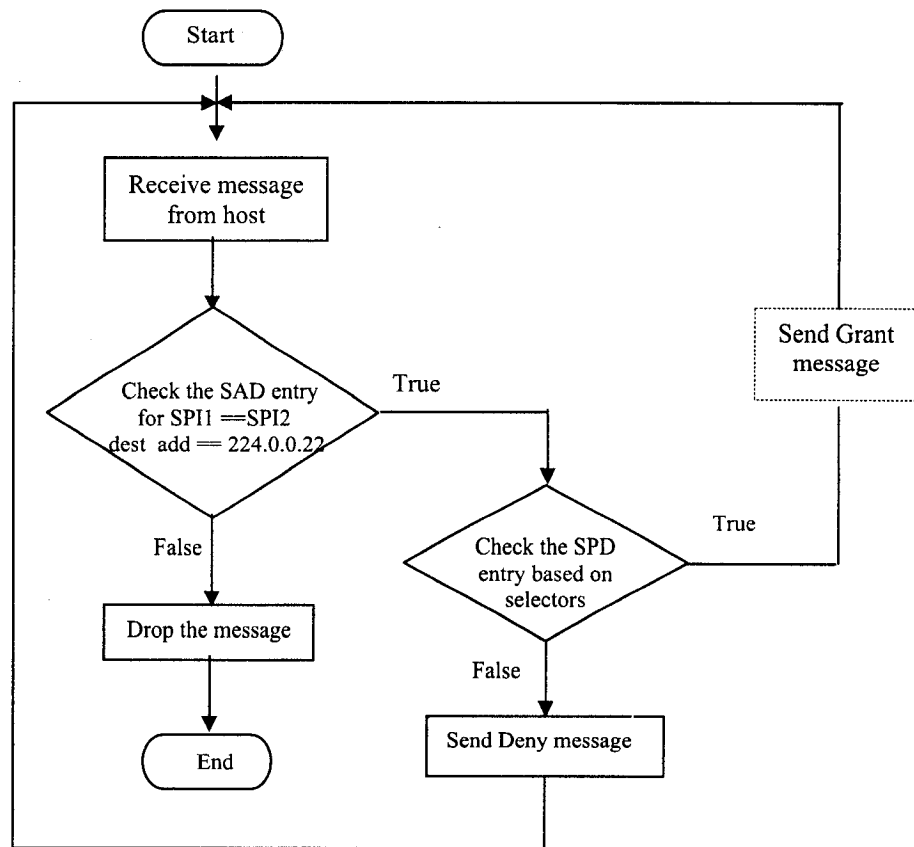 Start
Receive message
from host
Send Grant
message
Check the SAD entry
for SPI1 ==SPI2
dest add == 224.0.0.22
True
False
Check the SPD
entry based on
selectors
True
Drop the message
False
Send Deny message
End